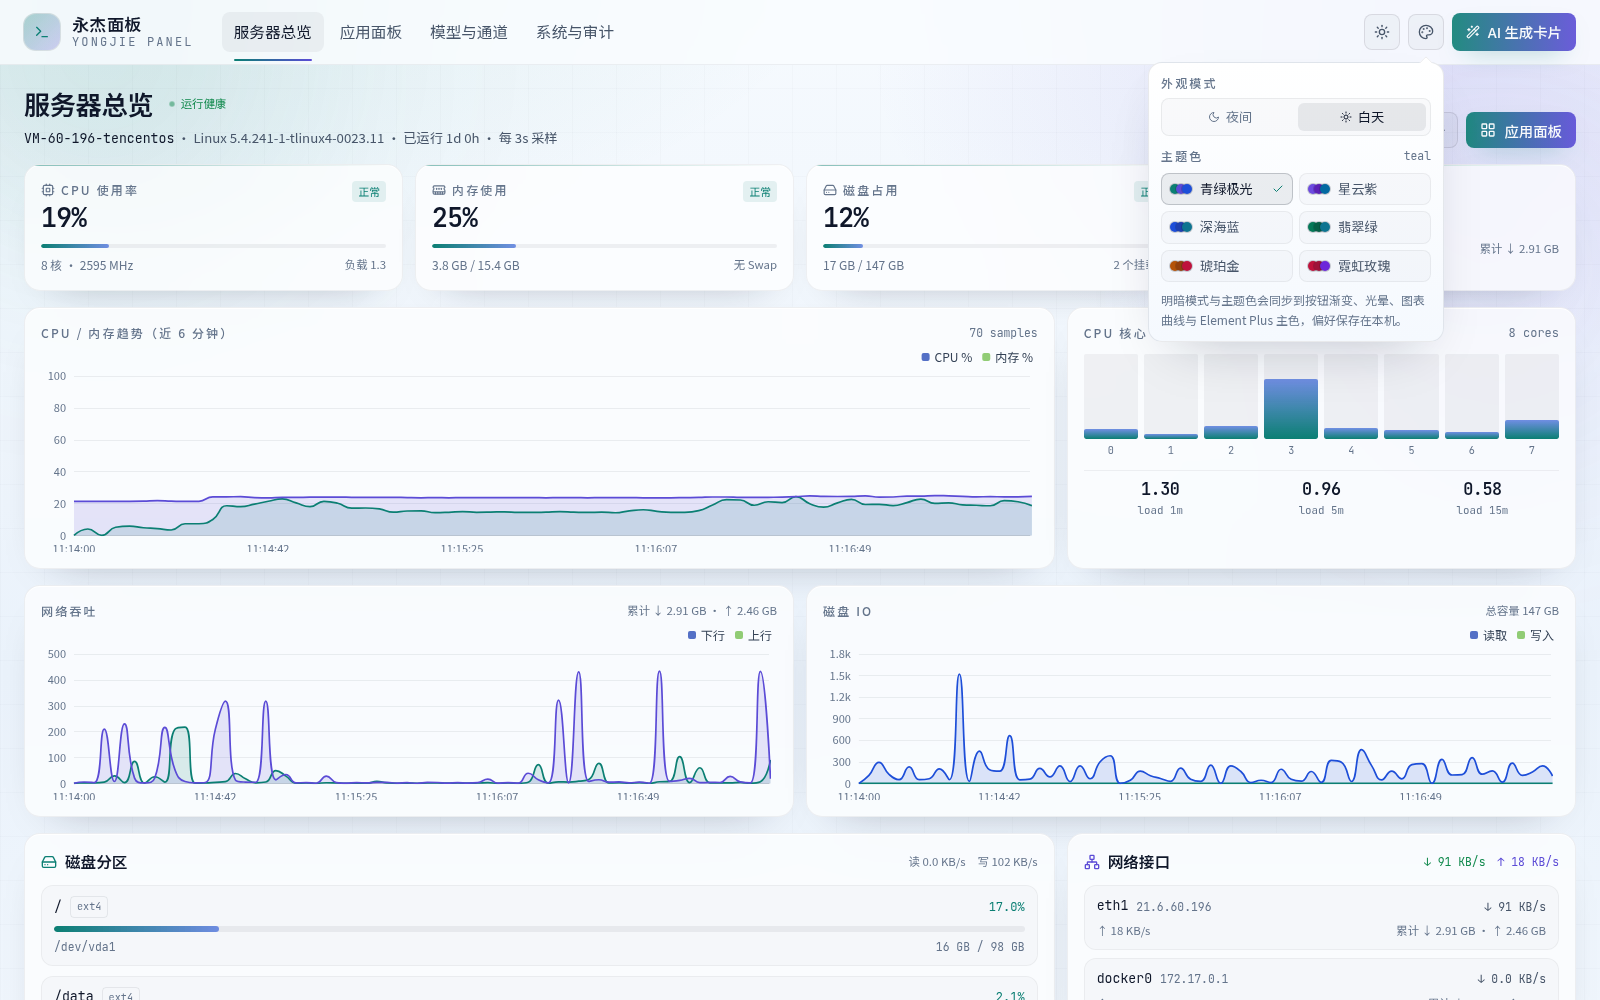 永杰面板
YONGJIE PANEL
服务器总览
应用面板
模型与通道
系统与审计
AI 生成卡片
服务器总览
运行健康
VM-60-196-tencentos • Linux 5.4.241-1-tlinux4-0023.11 • 已运行 1d 0h • 每 3s 采样
应用面板
外观模式
夜间
白天
主题色
teal
青绿极光
星云紫
深海蓝
翡翠绿
琥珀金
霓虹玫瑰
明暗模式与主题色会同步到按钮渐变、光晕、图表
曲线与 Element Plus 主色，偏好保存在本机。
CPU 使用率
正常
19%
8 核 • 2595 MHz
负载 1.3
内存使用
正常
25%
3.8 GB / 15.4 GB
无 Swap
磁盘占用
12%
17 GB / 147 GB
2 个挂
累计 ↓ 2.91 GB
CPU / 内存趋势（近 6 分钟）
70 samples
CPU %
内存 %
100
80
60
40
20
0
11:14:00
11:14:42
11:15:25
11:16:07
11:16:49
CPU 核心
8 cores
0
1
2
3
4
5
6
7
1.30
0.96
0.58
load 1m
load 5m
load 15m
网络吞吐
累计 ↓ 2.91 GB • ↑ 2.46 GB
下行
上行
500
400
300
200
100
0
11:14:00
11:14:42
11:15:25
11:16:07
11:16:49
磁盘 IO
总容量 147 GB
读取
写入
1.8k
1.5k
1.2k
900
600
300
0
11:14:00
11:14:42
11:15:25
11:16:07
11:16:49
磁盘分区
读 0.0 KB/s
写 102 KB/s
/
ext4
17.0%
/dev/vda1
16 GB / 98 GB
/data
ext4
2.1%
网络接口
↓ 91 KB/s
↑ 18 KB/s
eth1 21.6.60.196
↓ 91 KB/s
↑ 18 KB/s
累计 ↓ 2.91 GB • ↑ 2.46 GB
docker0 172.17.0.1
↓ 0.0 KB/s